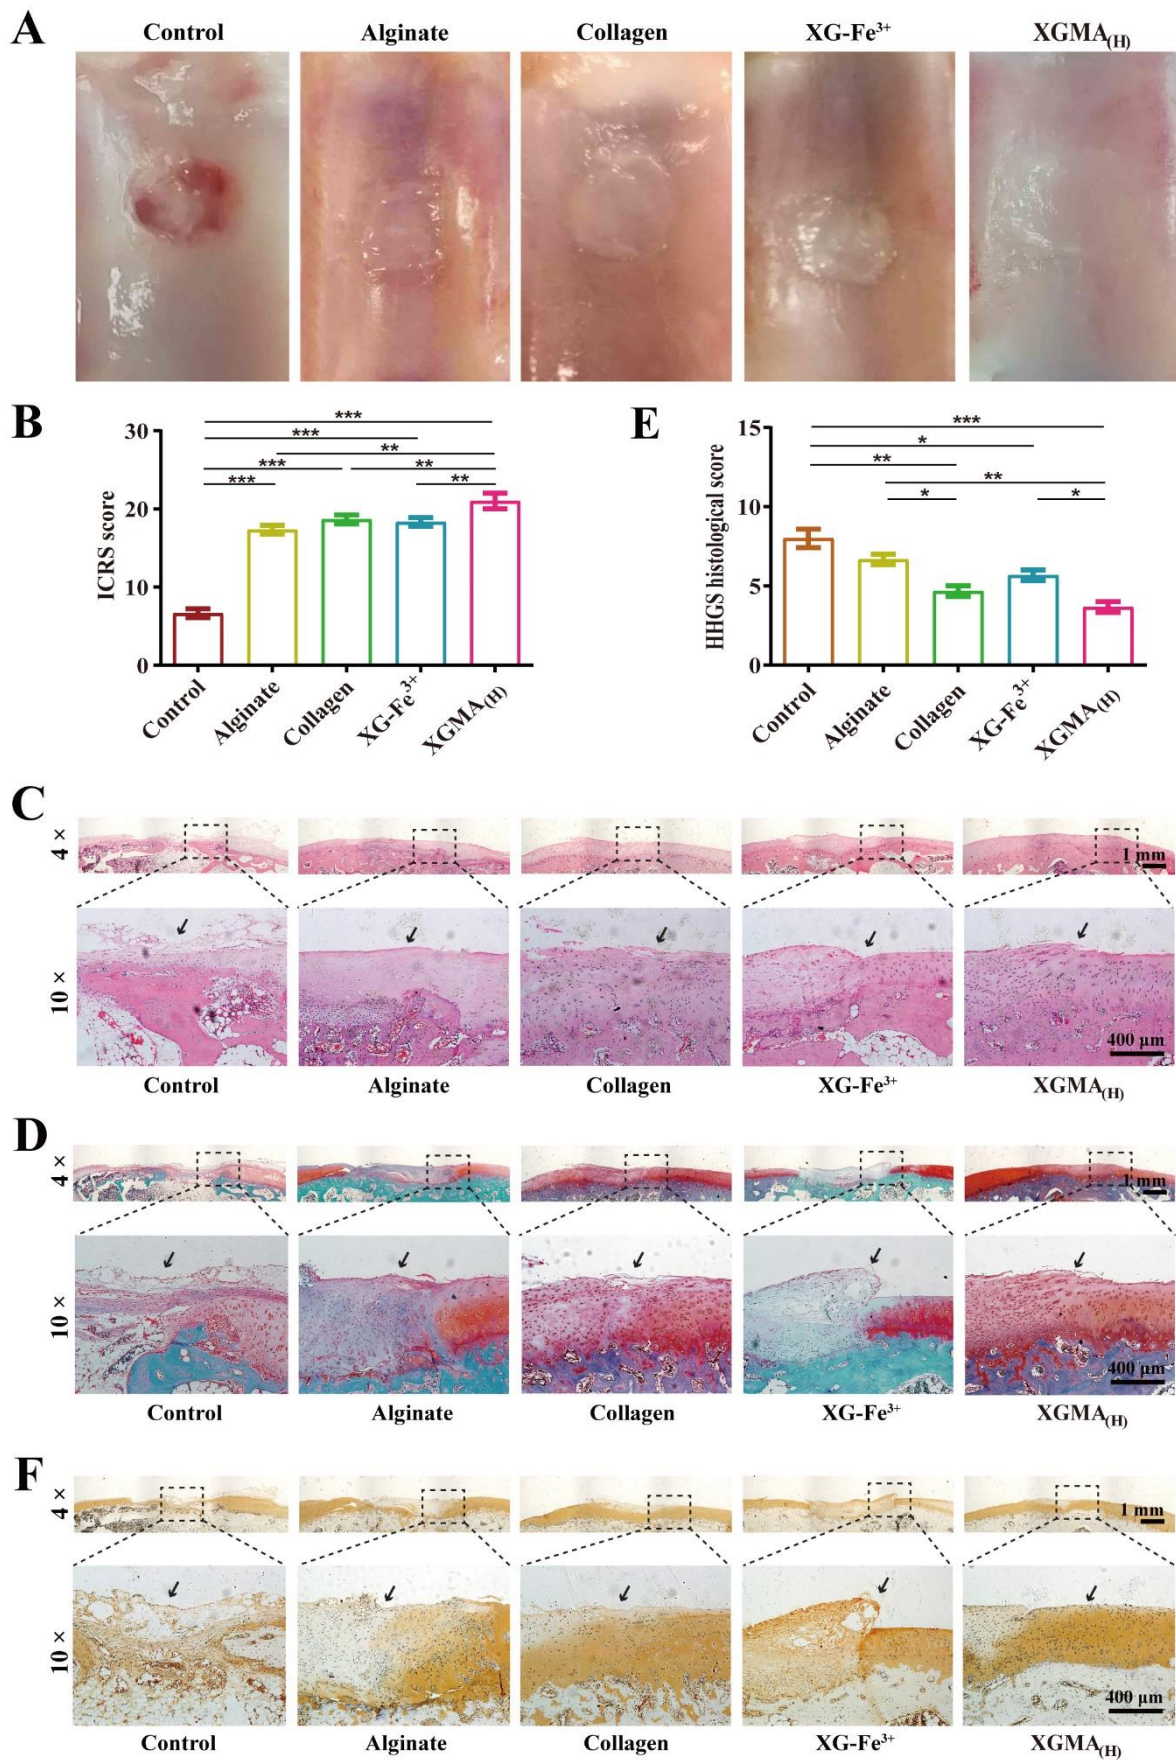 A
Control Alginate Collagen XG-Fe³⁺ XGMA(H)
B
ICRS score
30
20
10
0
***
***
**
*** **
*** **
Control Alginate Collagen XG-Fe³⁺ XGMA(H)
E
HHGS histological score
15
10
5
0
***
*
**
**
* *
Control Alginate Collagen XG-Fe³⁺ XGMA(H)
C
4 ×
1 mm
10 ×
400 μm
Control Alginate Collagen XG-Fe³⁺ XGMA(H)
D
4 ×
1 mm
10 ×
400 μm
Control Alginate Collagen XG-Fe³⁺ XGMA(H)
F
4 ×
1 mm
10 ×
400 μm
Control Alginate Collagen XG-Fe³⁺ XGMA(H)